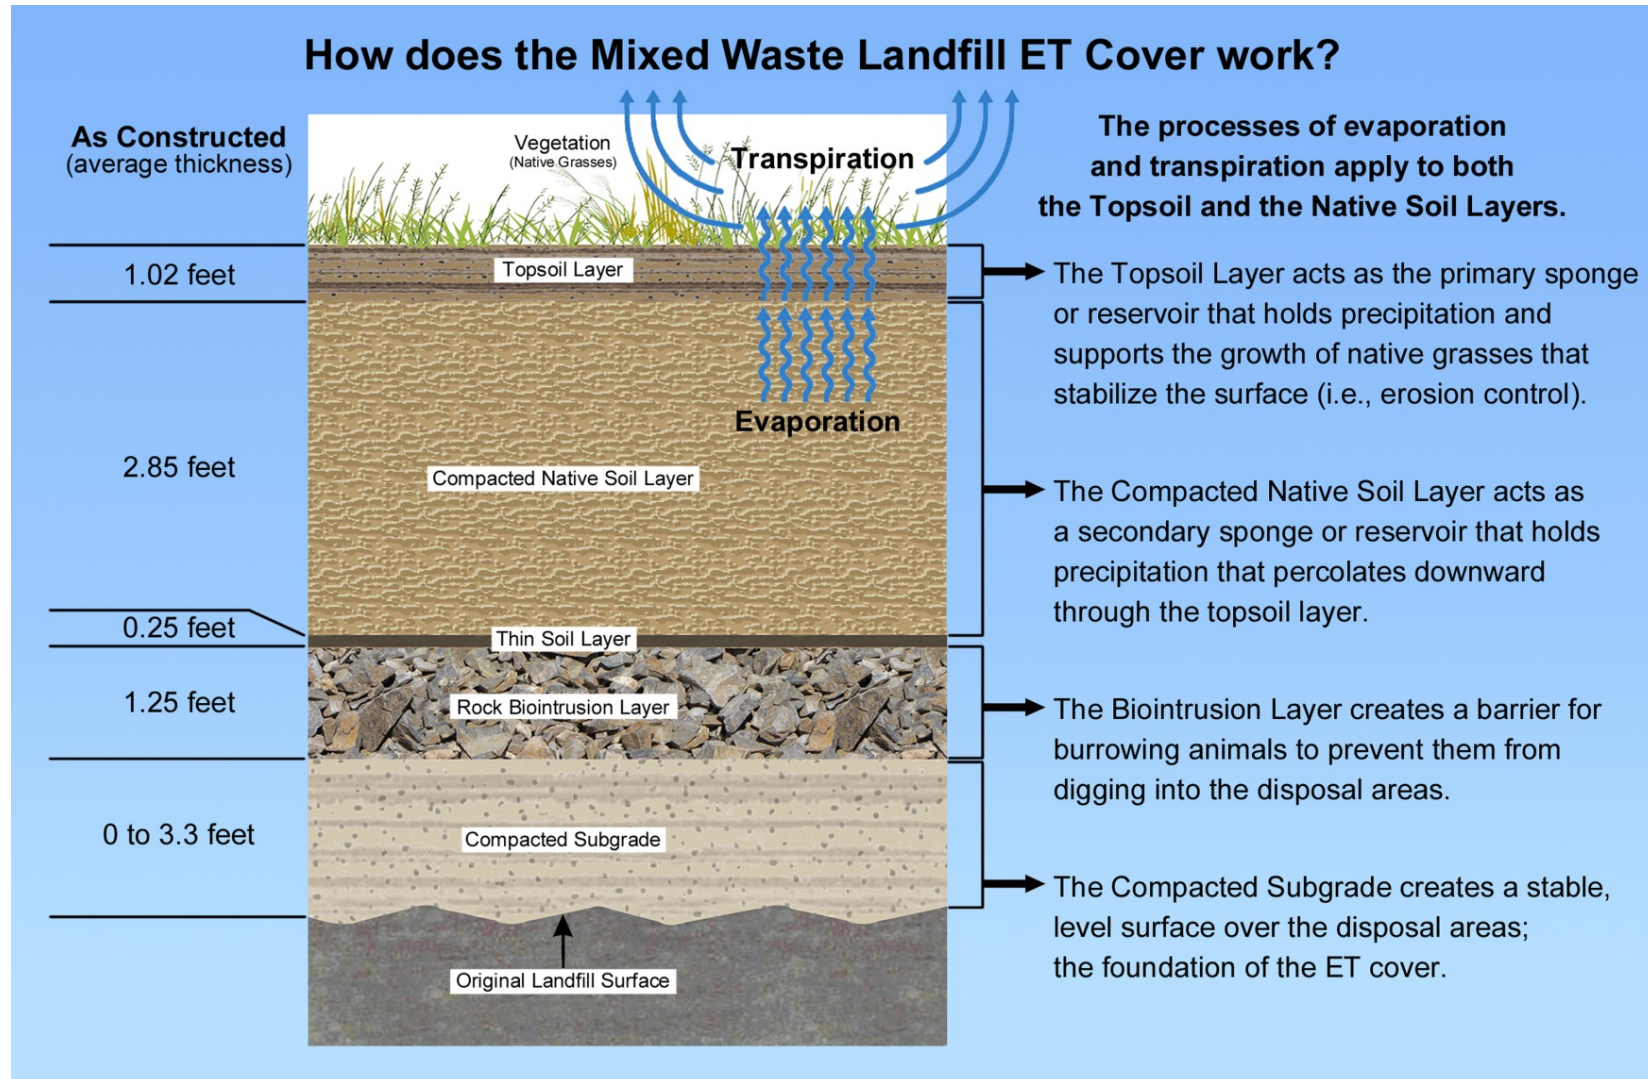 How does the Mixed Waste Landfill ET Cover work?
As Constructed
(average thickness)
1.02 feet
2.85 feet
0.25 feet
1.25 feet
0 to 3.3 feet
Vegetation
(Native Grasses)
Transpiration
Topsoil Layer
Evaporation
Compacted Native Soil Layer
Thin Soil Layer
Rock Biointrusion Layer
Compacted Subgrade
Original Landfill Surface
The processes of evaporation
and transpiration apply to both
the Topsoil and the Native Soil Layers.
The Topsoil Layer acts as the primary sponge
or reservoir that holds precipitation and
supports the growth of native grasses that
stabilize the surface (i.e., erosion control).
The Compacted Native Soil Layer acts as
a secondary sponge or reservoir that holds
precipitation that percolates downward
through the topsoil layer.
The Biointrusion Layer creates a barrier for
burrowing animals to prevent them from
digging into the disposal areas.
The Compacted Subgrade creates a stable,
level surface over the disposal areas;
the foundation of the ET cover.